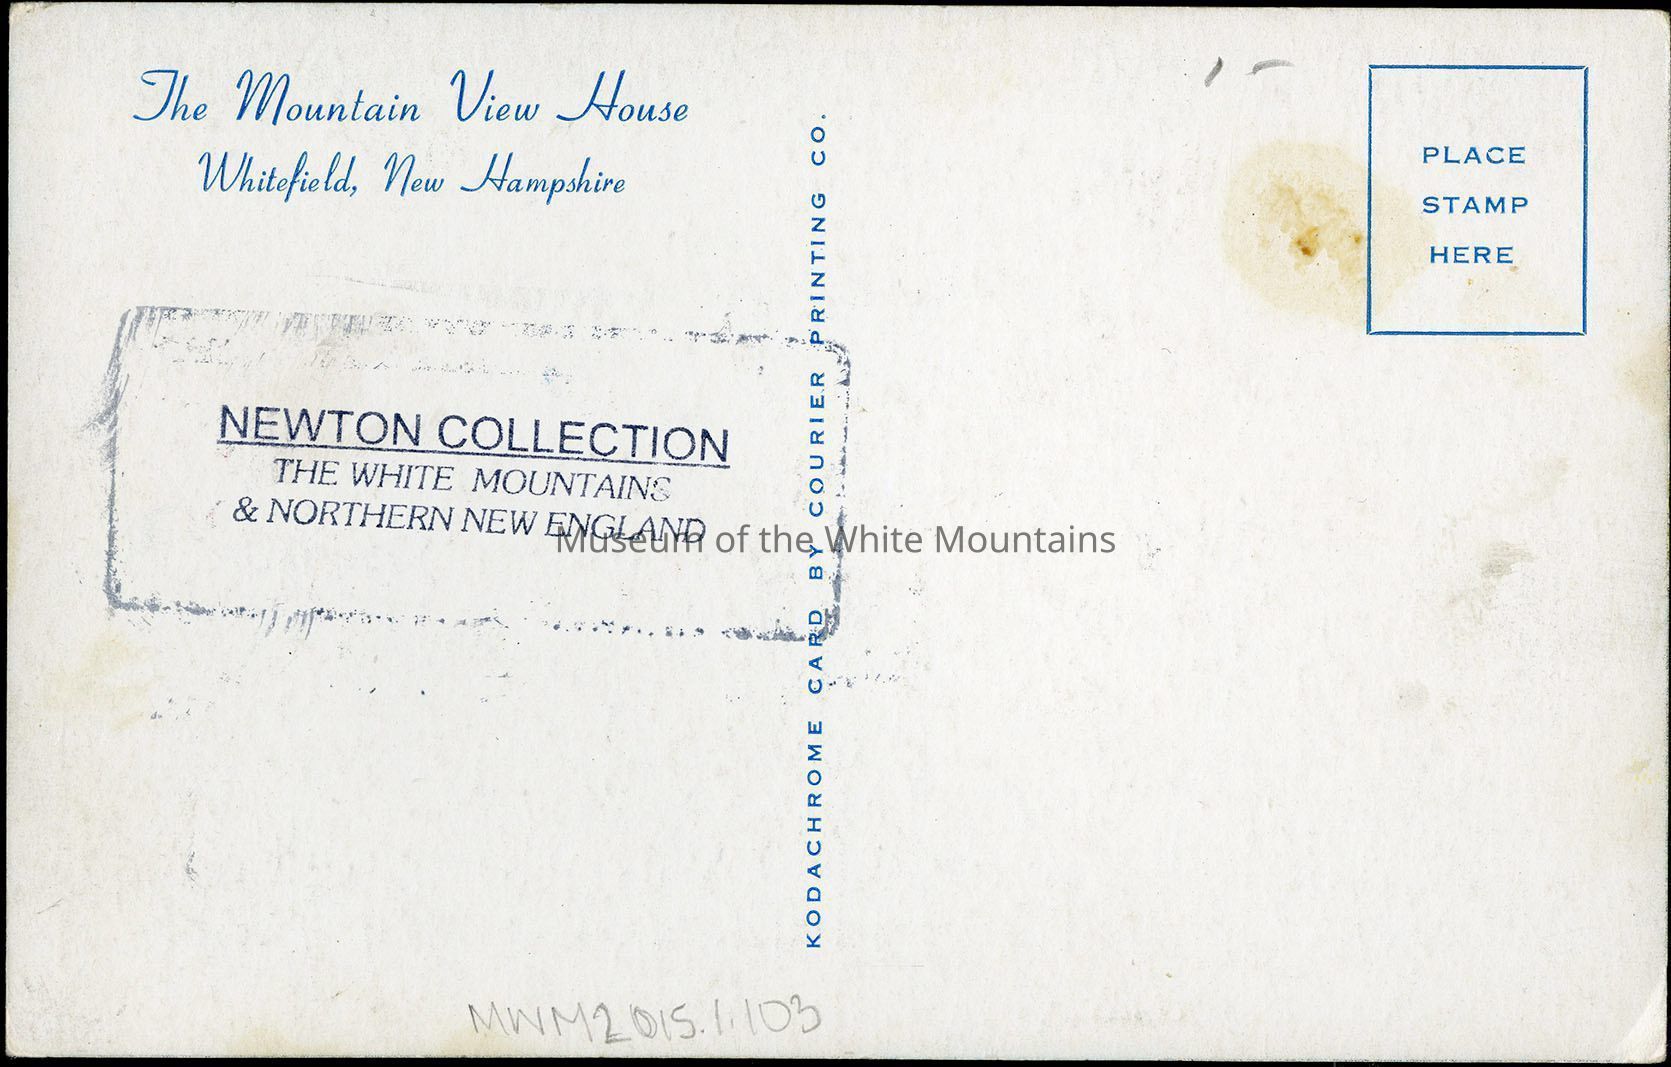 The Mountain View House
Whitefield, New Hampshire
NEWTON COLLECTION
THE WHITE MOUNTAINS
& NORTHERN NEW ENGLAND
KODACHROME CARD BY COURIER PRINTING CO.
PLACE
STAMP
HERE
Museum of the White Mountains
MWM2015.1.103